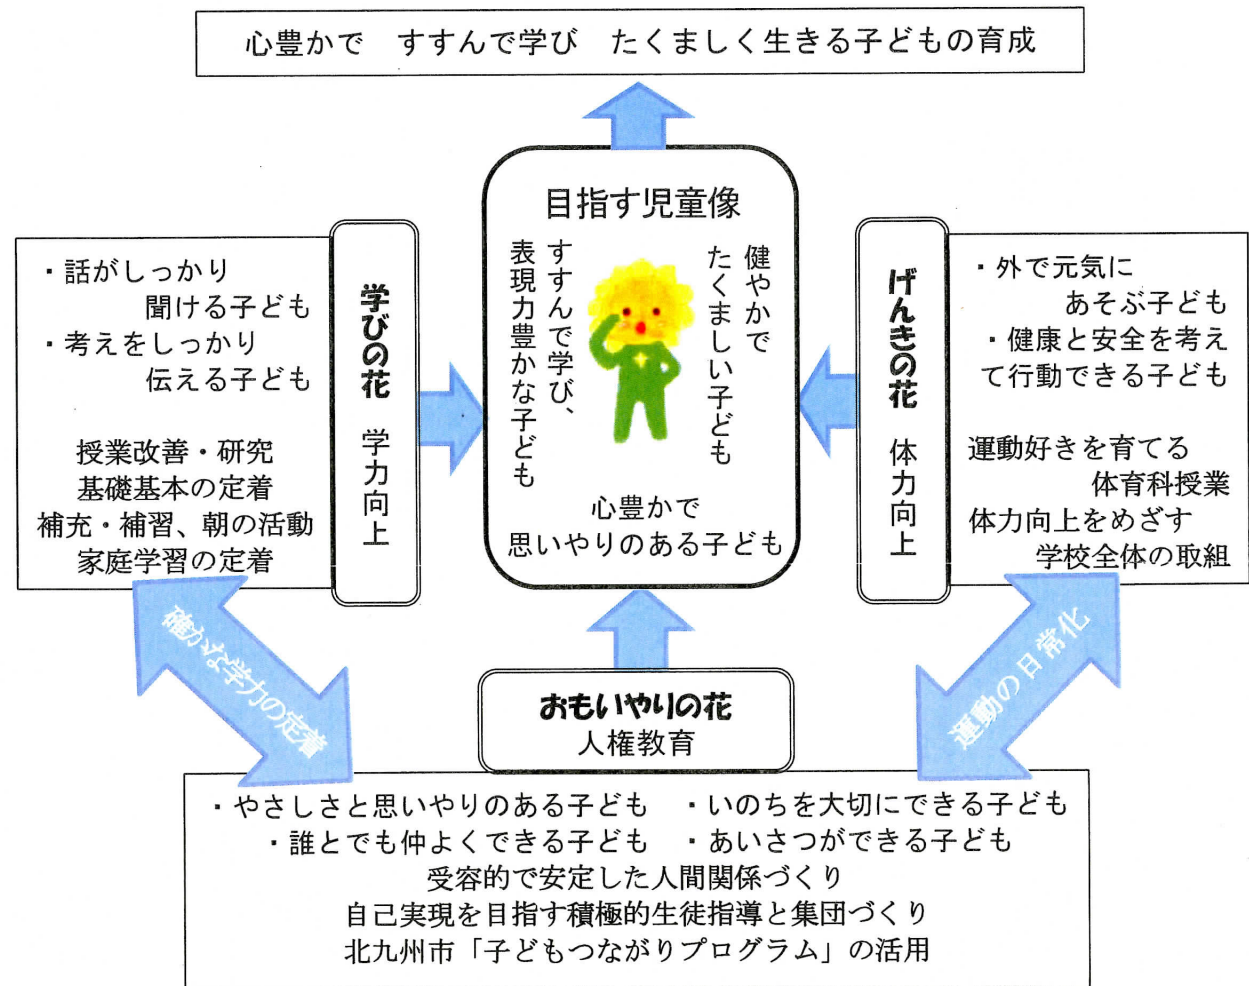 心豊かで　すすんで学び　たくましく生きる子どもの育成
目指す児童像
健やかで
たくましい子ども
すすんで学び、
表現力豊かな子ども
心豊かで
思いやりのある子ども
学びの花　学力向上
・話がしっかり
聞ける子ども
・考えをしっかり
伝える子ども
授業改善・研究
基礎基本の定着
補充・補習、朝の活動
家庭学習の定着
げんきの花　体力向上
・外で元気に
あそぶ子ども
・健康と安全を考え
て行動できる子ども
運動好きを育てる
体育科授業
体力向上をめざす
学校全体の取組
確かな学力の定着
運動の日常化
おもいやりの花
人権教育
・やさしさと思いやりのある子ども　・いのちを大切にできる子ども
・誰とでも仲よくできる子ども　・あいさつができる子ども
受容的で安定した人間関係づくり
自己実現を目指す積極的生徒指導と集団づくり
北九州市「子どもつながりプログラム」の活用